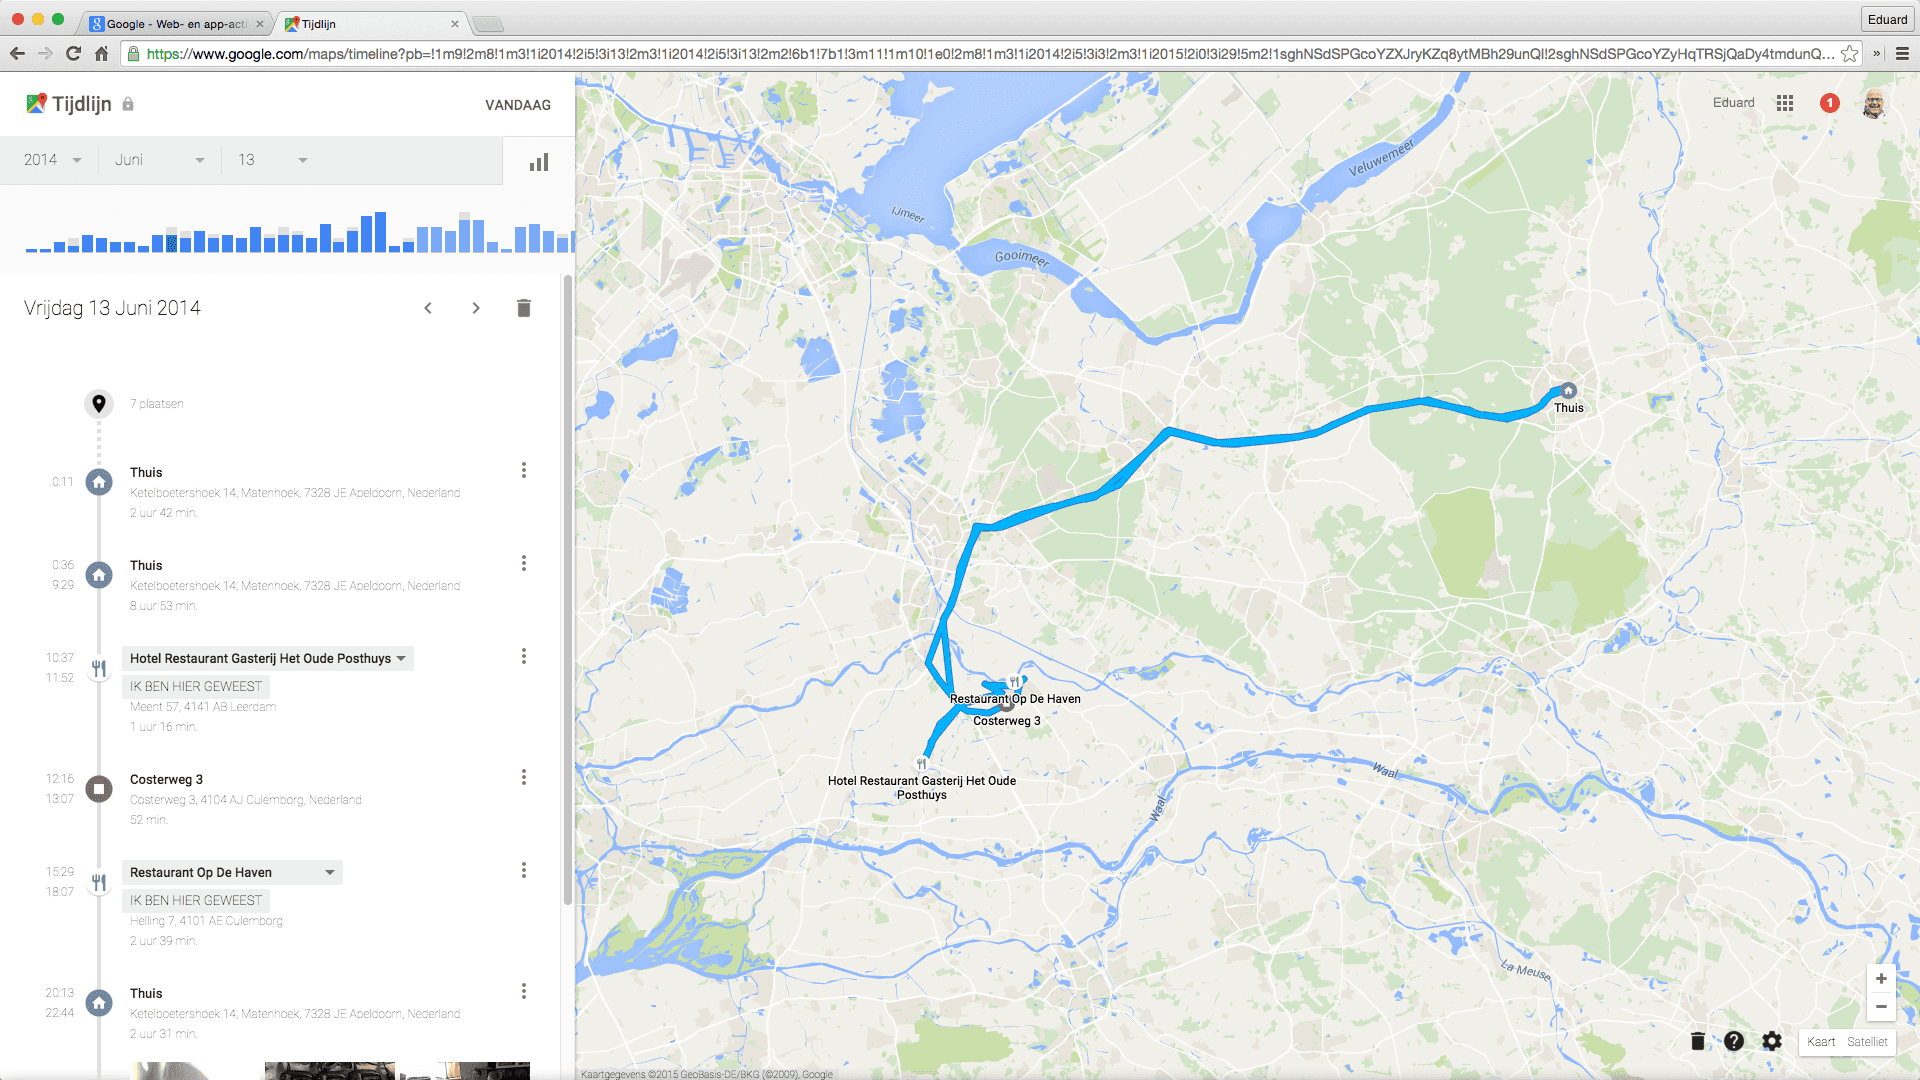 Google - Web- en app-acti
Tijdlijn
Eduard
https://www.google.com/maps/timeline?pb=!1m9!2m8!1m3!1i2014!2i5!3i13!2m3!1i2014!2i5!3i13!2m2!6b1!7b1!3m11!1m10!1e0!2m8!1m3!1i2014!2i5!3i3!2m3!1i2015!2i0!3i29!5m2!1sghNSdSPGcoYZXJryKZq8ytMBh29unQI!2sghNSdSPGcoYZyHqTRSjQaDy4tmdunQ...
Tijdlijn
VANDAAG
Eduard
1
2014
Juni
13
Vrijdag 13 Juni 2014
7 plaatsen
0:11
Thuis
Ketelboetershoek 14, Matenhoek, 7328 JE Apeldoorn, Nederland
2 uur 42 min.
0:36
9:29
Thuis
Ketelboetershoek 14, Matenhoek, 7328 JE Apeldoorn, Nederland
8 uur 53 min.
10:37
11:52
Hotel Restaurant Gasterij Het Oude Posthuys
IK BEN HIER GEWEEST
Meent 57, 4141 AB Leerdam
1 uur 16 min.
12:16
13:07
Costerweg 3
Costerweg 3, 4104 AJ Culemborg, Nederland
52 min.
15:29
18:07
Restaurant Op De Haven
IK BEN HIER GEWEEST
Helling 7, 4101 AE Culemborg
2 uur 39 min.
20:13
22:44
Thuis
Ketelboetershoek 14, Matenhoek, 7328 JE Apeldoorn, Nederland
2 uur 31 min.
Veluwemeer
IJmeer
Gooimeer
Thuis
Restaurant Op De Haven
Costerweg 3
Hotel Restaurant Gasterij Het Oude
Posthuys
Waal
Waal
La Meuse
+
−
Kaart
Satelliet
Kaartgegevens ©2015 GeoBasis-DE/BKG (©2009), Google